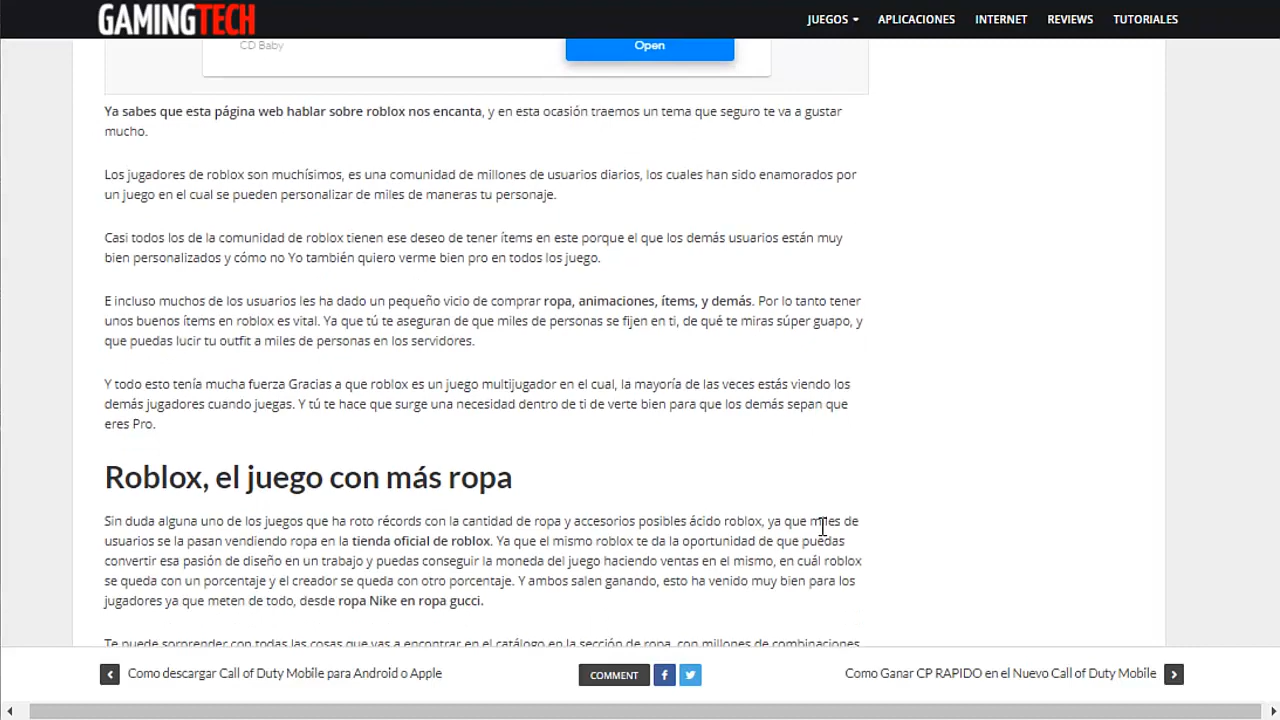 GAMINGTECH
JUEGOS APLICACIONES INTERNET REVIEWS TUTORIALES
CD Baby
Open
Ya sabes que esta página web hablar sobre roblox nos encanta, y en esta ocasión traemos un tema que seguro te va a gustar
mucho.
Los jugadores de roblox son muchísimos, es una comunidad de millones de usuarios diarios, los cuales han sido enamorados por
un juego en el cual se pueden personalizar de miles de maneras tu personaje.
Casi todos los de la comunidad de roblox tienen ese deseo de tener ítems en este porque el que los demás usuarios están muy
bien personalizados y cómo no Yo también quiero verme bien pro en todos los juego.
E incluso muchos de los usuarios les ha dado un pequeño vicio de comprar ropa, animaciones, ítems, y demás. Por lo tanto tener
unos buenos ítems en roblox es vital. Ya que tú te aseguran de que miles de personas se fijen en ti, de qué te miras súper guapo, y
que puedas lucir tu outfit a miles de personas en los servidores.
Y todo esto tenía mucha fuerza Gracias a que roblox es un juego multijugador en el cual, la mayoría de las veces estás viendo los
demás jugadores cuando juegas. Y tú te hace que surge una necesidad dentro de ti de verte bien para que los demás sepan que
eres Pro.
Roblox, el juego con más ropa
Sin duda alguna uno de los juegos que ha roto récords con la cantidad de ropa y accesorios posibles ácido roblox, ya que miles de
usuarios se la pasan vendiendo ropa en la tienda oficial de roblox. Ya que el mismo roblox te da la oportunidad de que puedas
convertir esa pasión de diseño en un trabajo y puedas conseguir la moneda del juego haciendo ventas en el mismo, en cuál roblox
se queda con un porcentaje y el creador se queda con otro porcentaje. Y ambos salen ganando, esto ha venido muy bien para los
jugadores ya que meten de todo, desde ropa Nike en ropa gucci.
Te puede sorprender con todas las cosas que vas a encontrar en el catálogo en la sección de ropa, con millones de combinaciones
Como descargar Call of Duty Mobile para Android o Apple
COMMENT
Como Ganar CP RAPIDO en el Nuevo Call of Duty Mobile